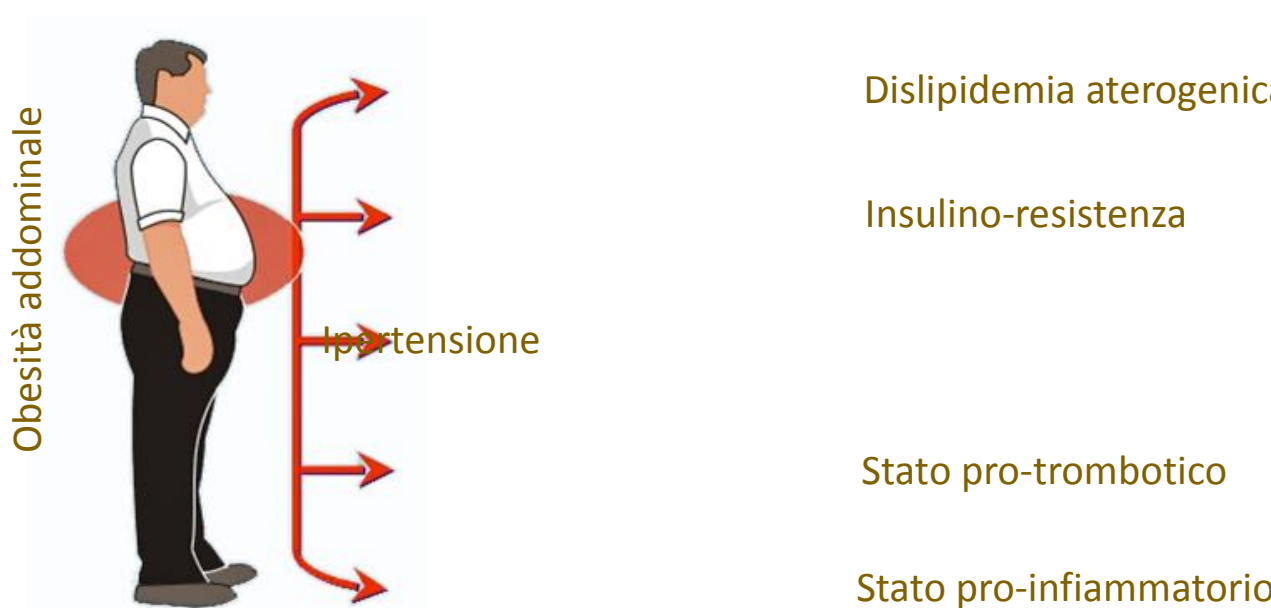 Obesità addominale
Dislipidemia aterogenica
Insulino-resistenza
Ipertensione
Stato pro-trombotico
Stato pro-infiammatorio